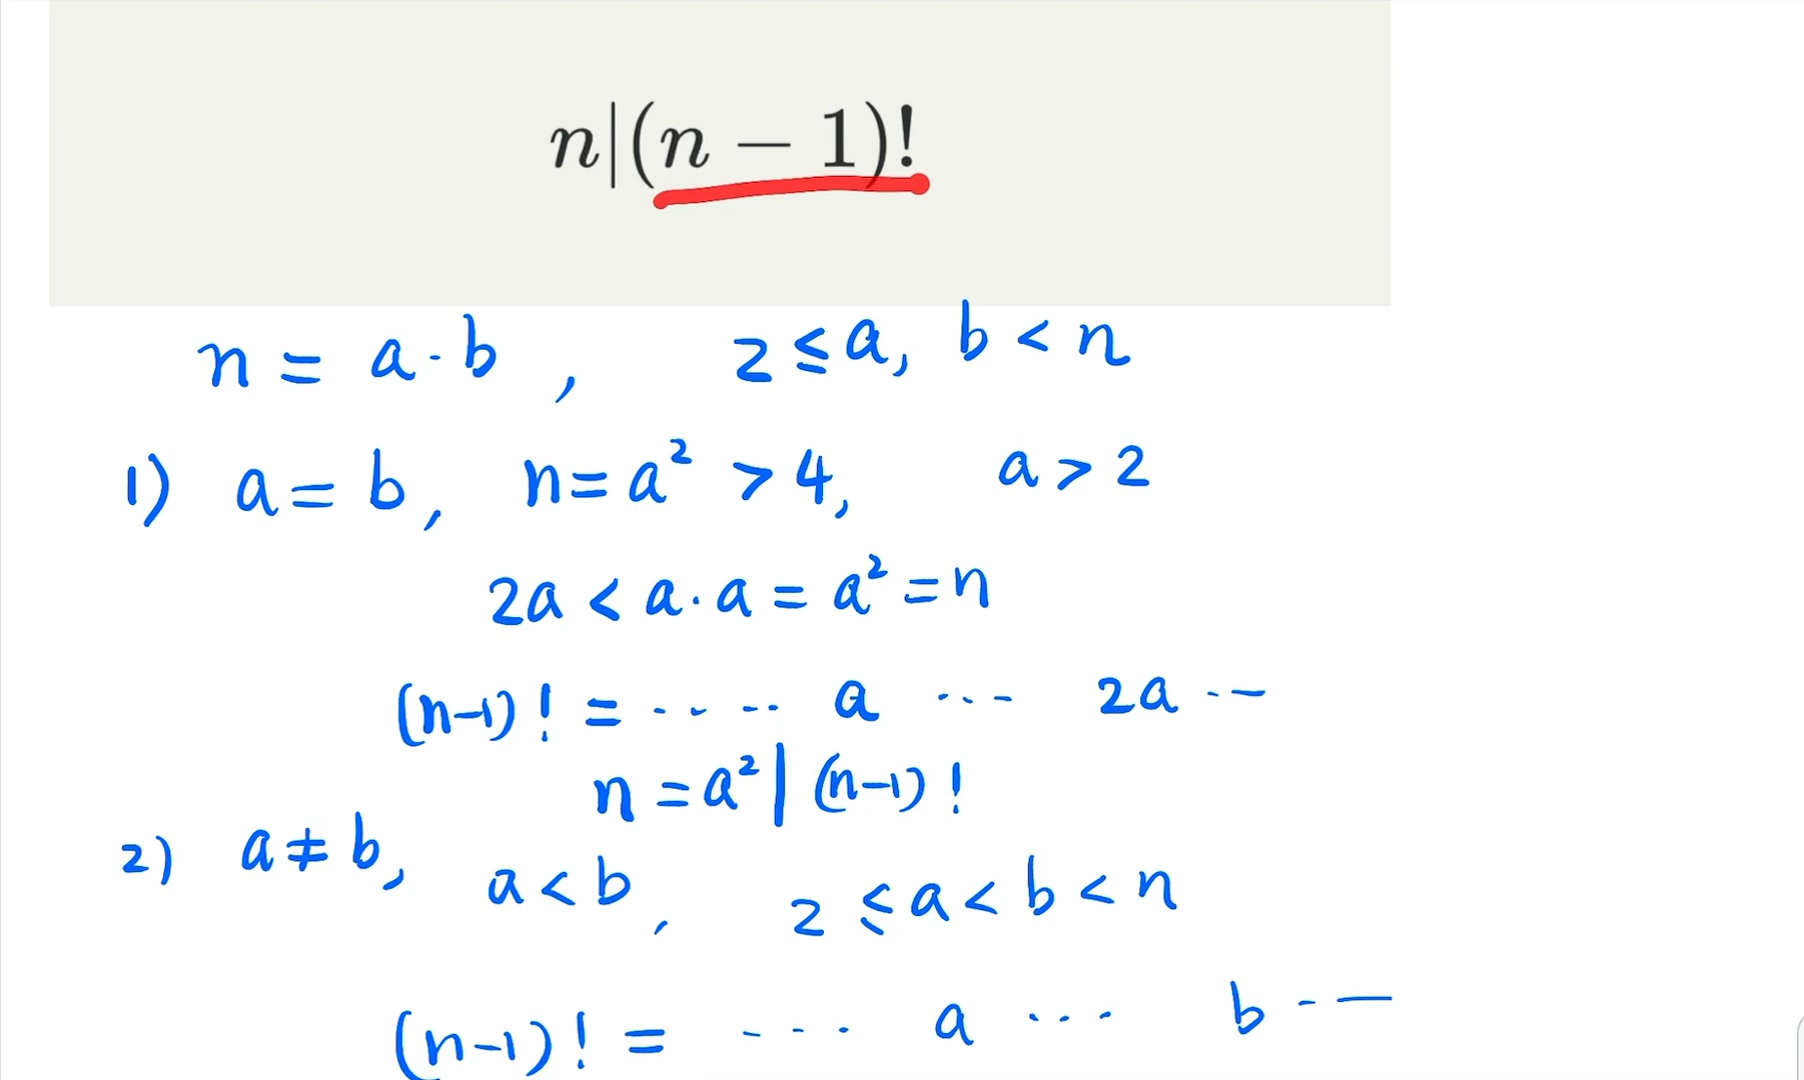 n|(n − 1)!
n = a·b , 2 ≤ a, b < n
1) a = b, n = a² > 4, a > 2
2a < a·a = a² = n
(n−1)! = ···· a ··· 2a ···
n = a² | (n−1)!
2) a ≠ b, a < b, 2 ≤ a < b < n
(n−1)! = ··· a ··· b ···